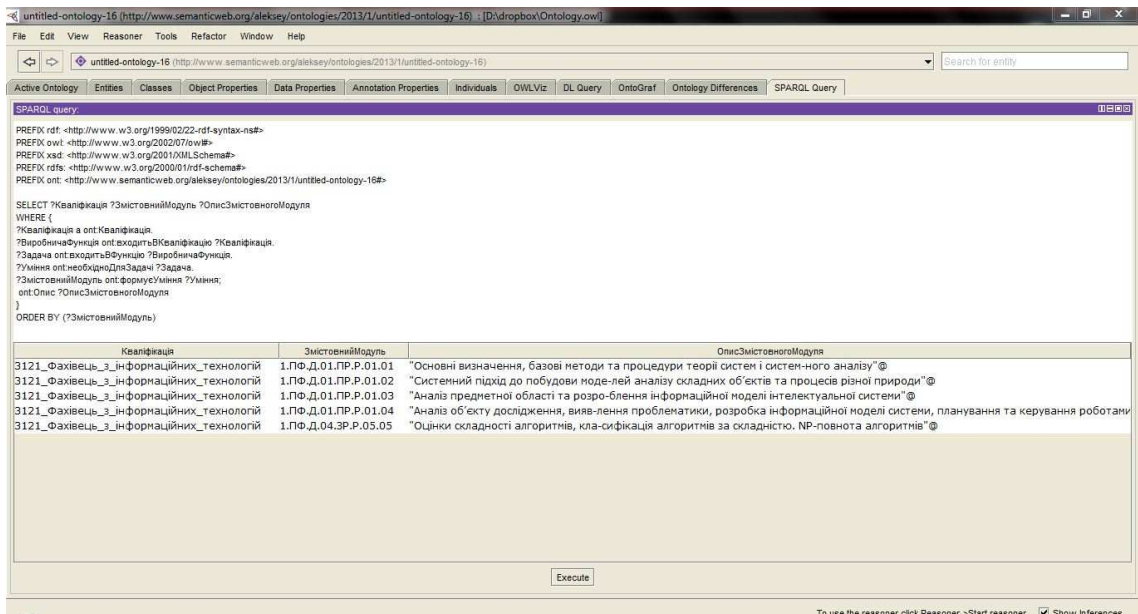 untitled-ontology-16 (http://www.semanticweb.org/aleksey/ontologies/2013/1/untitled-ontology-16) : [D:\dropbox\Ontology.owl]
File Edit View Reasoner Tools Refactor Window Help
untitled-ontology-16 (http://www.semanticweb.org/aleksey/ontologies/2013/1/untitled-ontology-16) Search for entity
Active Ontology Entities Classes Object Properties Data Properties Annotation Properties Individuals OWLViz DL Query OntoGraf Ontology Differences SPARQL Query
SPARQL query:
PREFIX rdf: <http://www.w3.org/1999/02/22-rdf-syntax-ns#>
PREFIX owl: <http://www.w3.org/2002/07/owl#>
PREFIX xsd: <http://www.w3.org/2001/XMLSchema#>
PREFIX rdfs: <http://www.w3.org/2000/01/rdf-schema#>
PREFIX ont: <http://www.semanticweb.org/aleksey/ontologies/2013/1/untitled-ontology-16#>
SELECT ?Кваліфікація ?ЗмістовнийМодуль ?ОписЗмістовногоМодуля
WHERE {
?Кваліфікація a ont:Кваліфікація.
?ВиробничаФункція ont:входитьВКваліфікацію ?Кваліфікація.
?Задача ont:входитьВФункцію ?ВиробничаФункція.
?Уміння ont:необхідноДляЗадачі ?Задача.
?ЗмістовнийМодуль ont:формуєУміння ?Уміння;
ont:Опис ?ОписЗмістовногоМодуля
}
ORDER BY (?ЗмістовнийМодуль)
Кваліфікація ЗмістовнийМодуль ОписЗмістовногоМодуля
3121_Фахівець_з_інформаційних_технологій 1.ПФ.Д.01.ПР.Р.01.01 "Основні визначення, базові методи та процедури теорії систем і систем-ного аналізу"@
3121_Фахівець_з_інформаційних_технологій 1.ПФ.Д.01.ПР.Р.01.02 "Системний підхід до побудови моде-лей аналізу складних об'єктів та процесів різної природи"@
3121_Фахівець_з_інформаційних_технологій 1.ПФ.Д.01.ПР.Р.01.03 "Аналіз предметної області та розро-блення інформаційної моделі інтелектуальної системи"@
3121_Фахівець_з_інформаційних_технологій 1.ПФ.Д.01.ПР.Р.01.04 "Аналіз об'єкту дослідження, вияв-лення проблематики, розробка інформаційної моделі системи, планування та керування роботами
3121_Фахівець_з_інформаційних_технологій 1.ПФ.Д.04.ЗР.Р.05.05 "Оцінки складності алгоритмів, кла-сифікація алгоритмів за складністю. NP-повнота алгоритмів"@
Execute
To use the reasoner click Reasoner->Start reasoner Show Inferences